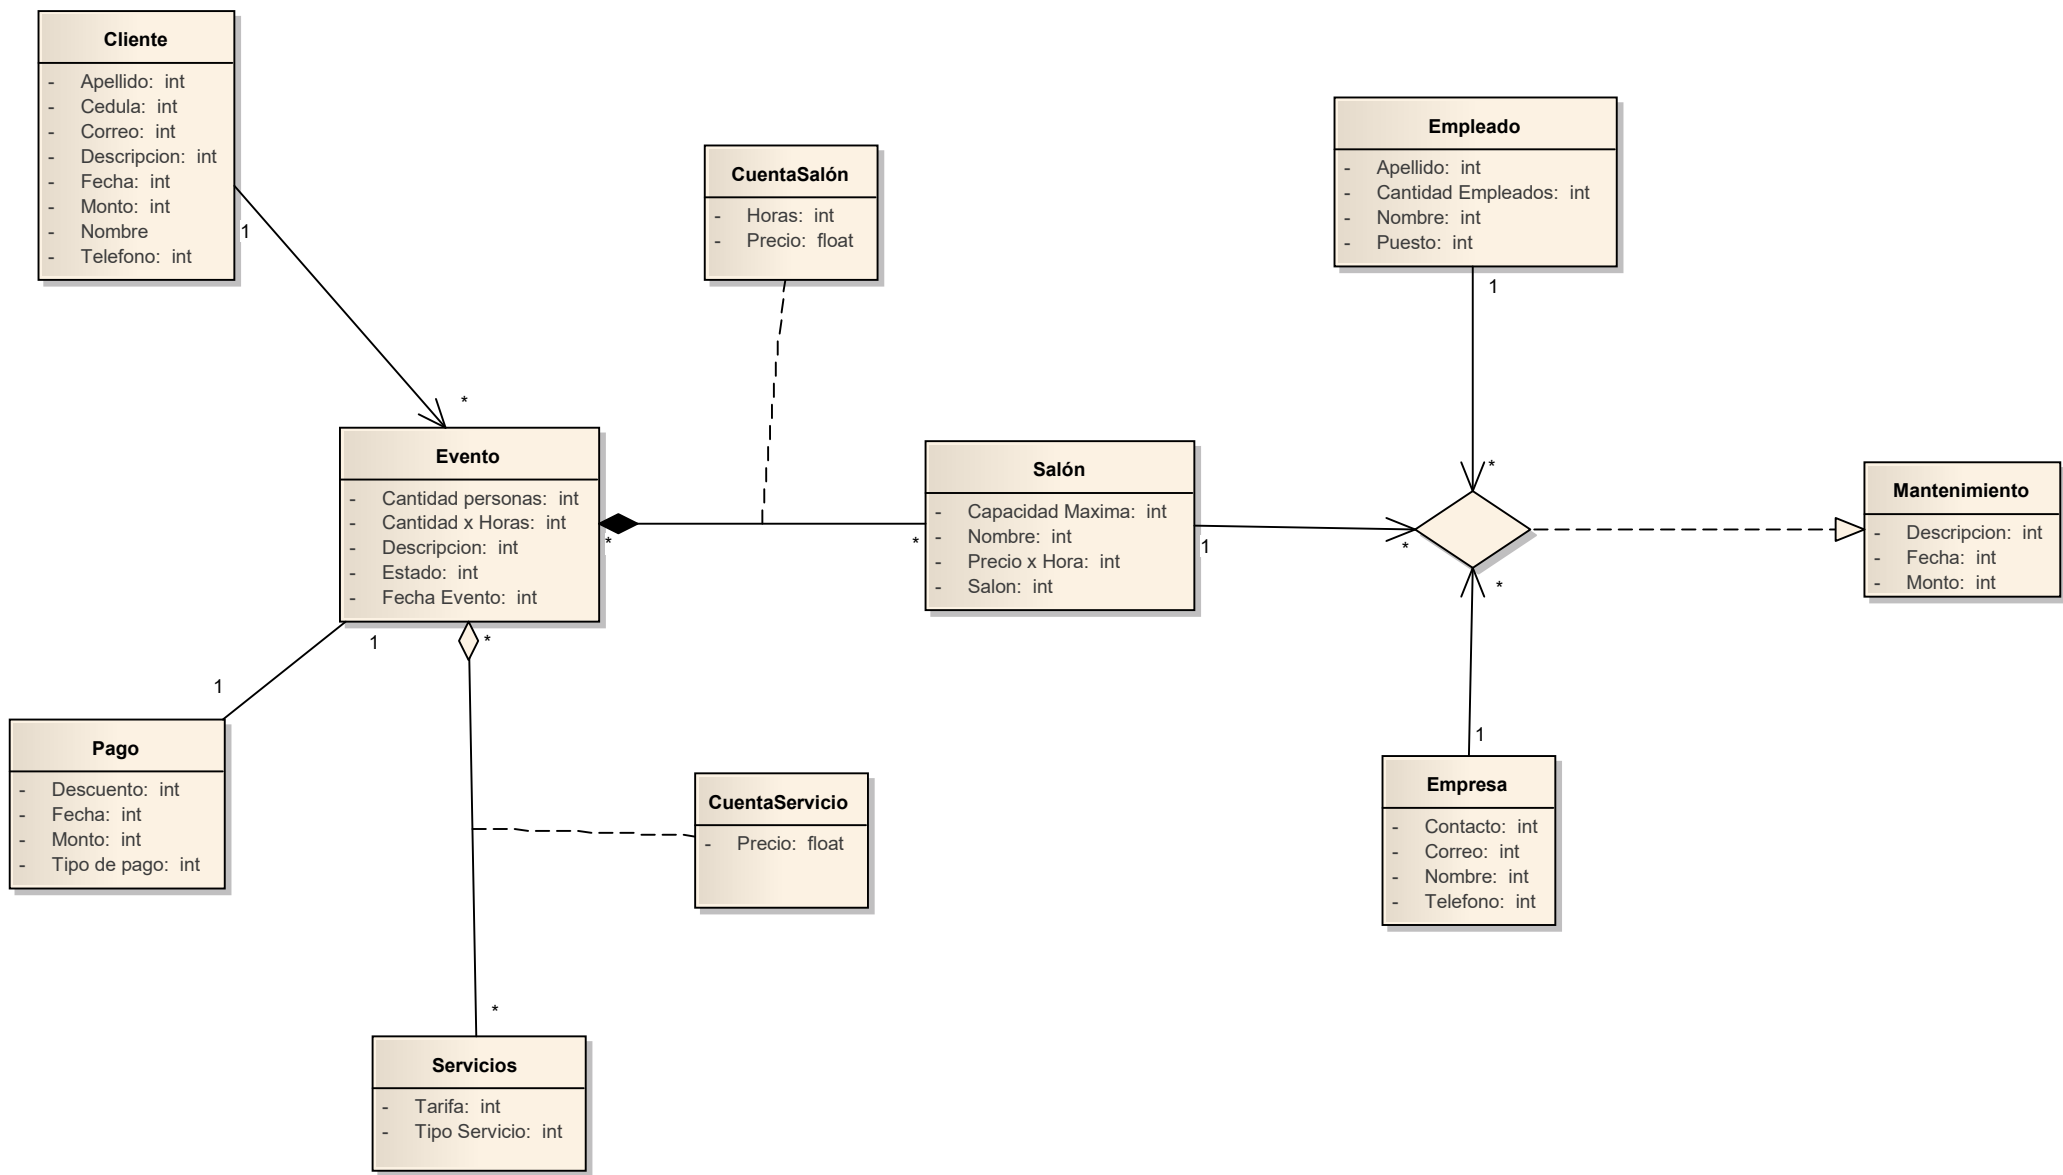 Cliente
- Apellido: int
- Cedula: int
- Correo: int
- Descripcion: int
- Fecha: int
- Monto: int
- Nombre
- Telefono: int
1
*
CuentaSalón
- Horas: int
- Precio: float
Empleado
- Apellido: int
- Cantidad Empleados: int
- Nombre: int
- Puesto: int
1
*
Evento
- Cantidad personas: int
- Cantidad x Horas: int
- Descripcion: int
- Estado: int
- Fecha Evento: int
*
*
Salón
- Capacidad Maxima: int
- Nombre: int
- Precio x Hora: int
- Salon: int
1
*
Mantenimiento
- Descripcion: int
- Fecha: int
- Monto: int
*
1
1
*
1
Pago
- Descuento: int
- Fecha: int
- Monto: int
- Tipo de pago: int
CuentaServicio
- Precio: float
Empresa
- Contacto: int
- Correo: int
- Nombre: int
- Telefono: int
*
Servicios
- Tarifa: int
- Tipo Servicio: int